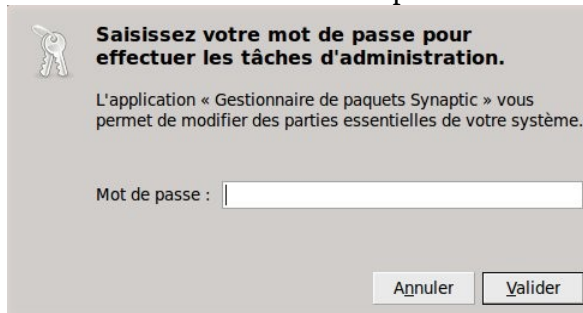 Saisissez votre mot de passe pour
effectuer les tâches d'administration.
L'application « Gestionnaire de paquets Synaptic » vous
permet de modifier des parties essentielles de votre système.
Mot de passe :
Annuler Valider